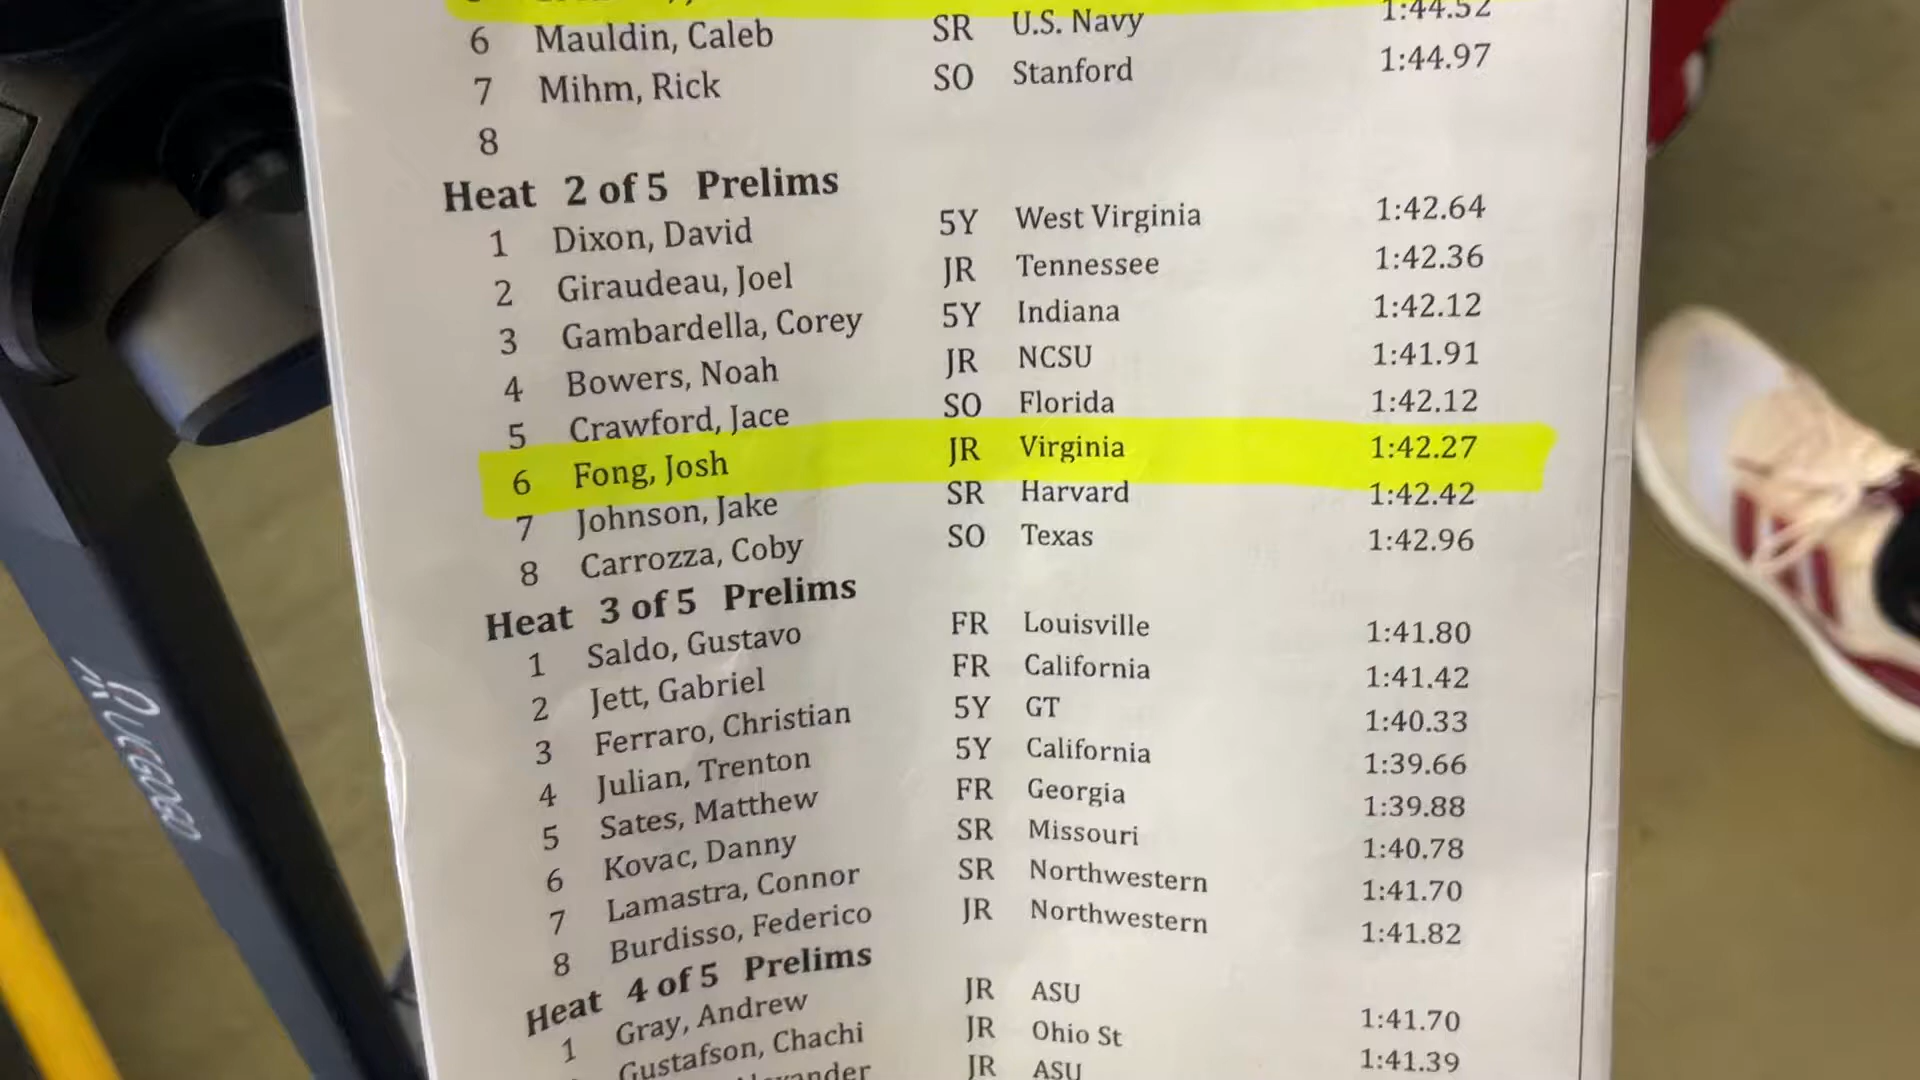 6 Mauldin, Caleb SR U.S. Navy 1:44.52
7 Mihm, Rick SO Stanford 1:44.97
8
Heat 2 of 5 Prelims
1 Dixon, David 5Y West Virginia 1:42.64
2 Giraudeau, Joel JR Tennessee 1:42.36
3 Gambardella, Corey 5Y Indiana 1:42.12
4 Bowers, Noah JR NCSU 1:41.91
5 Crawford, Jace SO Florida 1:42.12
6 Fong, Josh JR Virginia 1:42.27
7 Johnson, Jake SR Harvard 1:42.42
8 Carrozza, Coby SO Texas 1:42.96
Heat 3 of 5 Prelims
1 Saldo, Gustavo FR Louisville 1:41.80
2 Jett, Gabriel FR California 1:41.42
3 Ferraro, Christian 5Y GT 1:40.33
4 Julian, Trenton 5Y California 1:39.66
5 Sates, Matthew FR Georgia 1:39.88
6 Kovac, Danny SR Missouri 1:40.78
7 Lamastra, Connor SR Northwestern 1:41.70
8 Burdisso, Federico JR Northwestern 1:41.82
Heat 4 of 5 Prelims
1 Gray, Andrew JR ASU 1:41.70
Gustafson, Chachi JR Ohio St 1:41.39
JR ASU